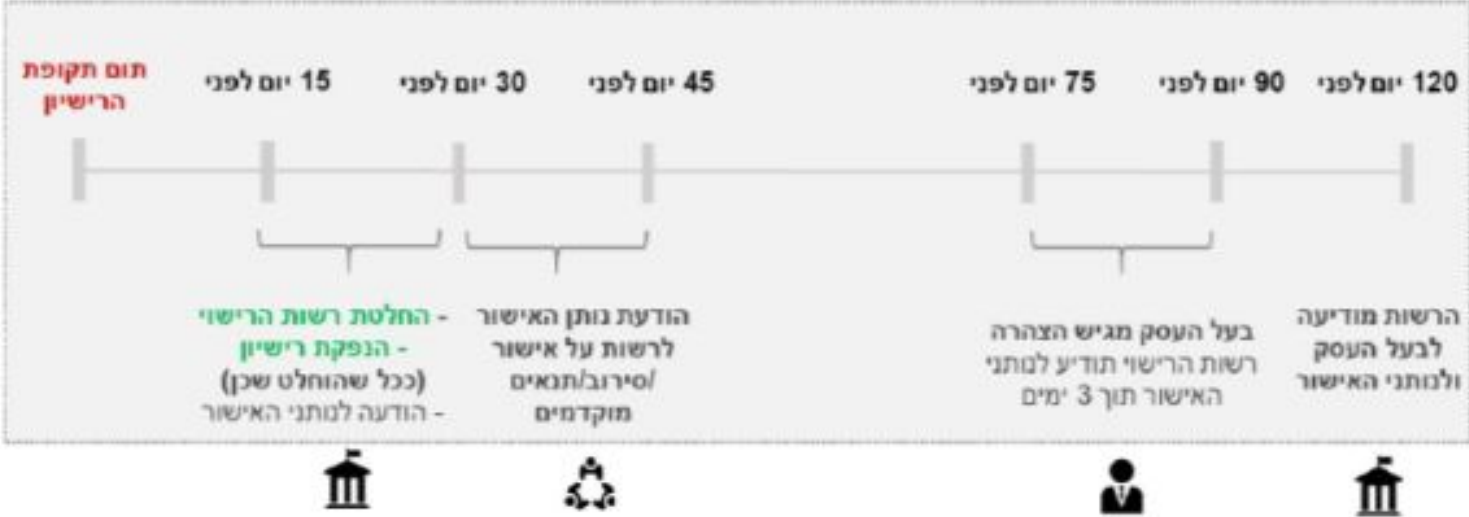 120 יום לפני
90 יום לפני
75 יום לפני
45 יום לפני
30 יום לפני
15 יום לפני
תום תקופת
הרישיון
הרשות מודיעה
לבעל העסק
ולנותני האישור
בעל העסק מגיש הצהרה
רשות הרישוי תודיע לנותני
האישור תוך 3 ימים
הודעת נותן האישור
לרשות על אישור
/סירוב/תנאים
מוקדמים
- החלטת רשות הרישוי
- הנפקת רישיון
(ככל שהוחלט שכן)
- הודעה לנותני האישור